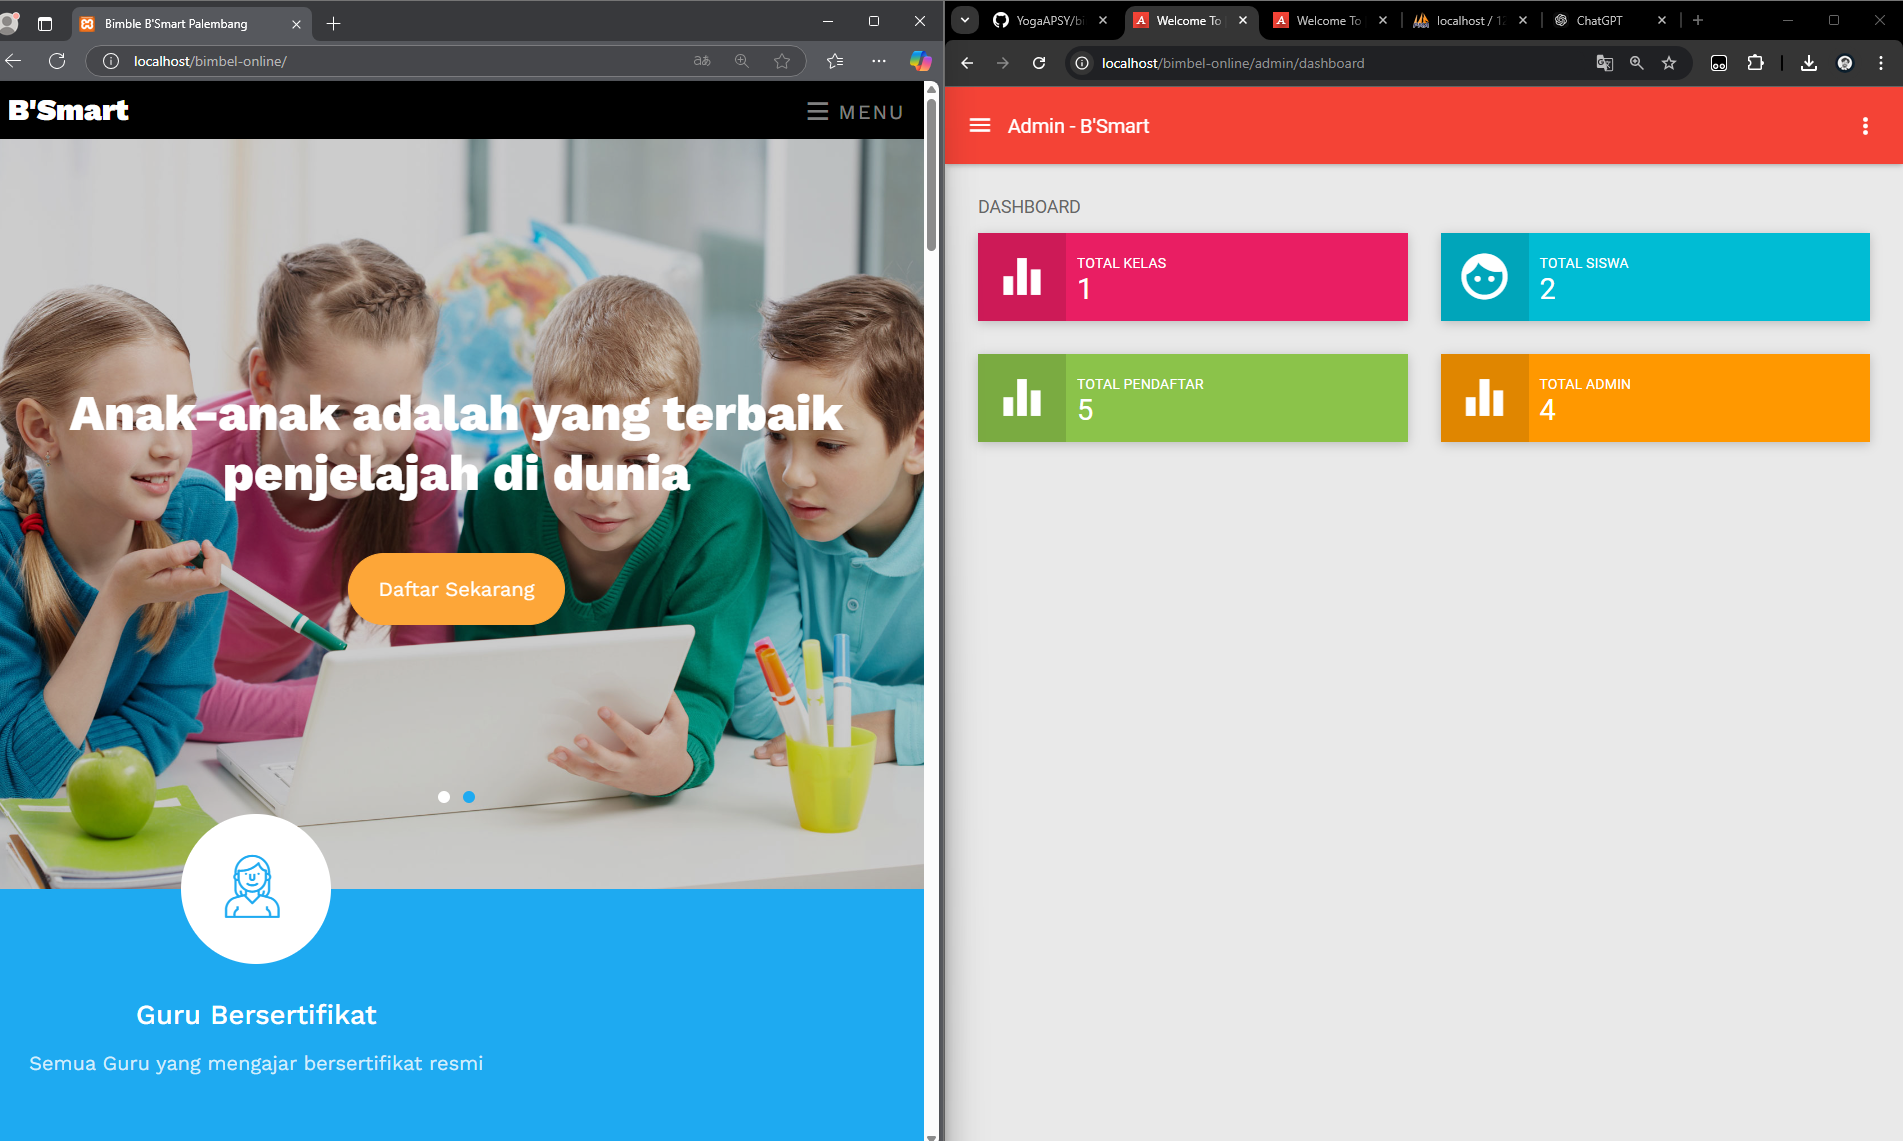 Bimble B'Smart Palembang
localhost/bimbel-online/
B'Smart
MENU
Anak-anak adalah yang terbaik
penjelajah di dunia
Daftar Sekarang
Guru Bersertifikat
Semua Guru yang mengajar bersertifikat resmi
YogaAPSY/bi
Welcome To
Welcome To
localhost / 12
ChatGPT
localhost/bimbel-online/admin/dashboard
Admin - B'Smart
DASHBOARD
TOTAL KELAS
1
TOTAL SISWA
2
TOTAL PENDAFTAR
5
TOTAL ADMIN
4